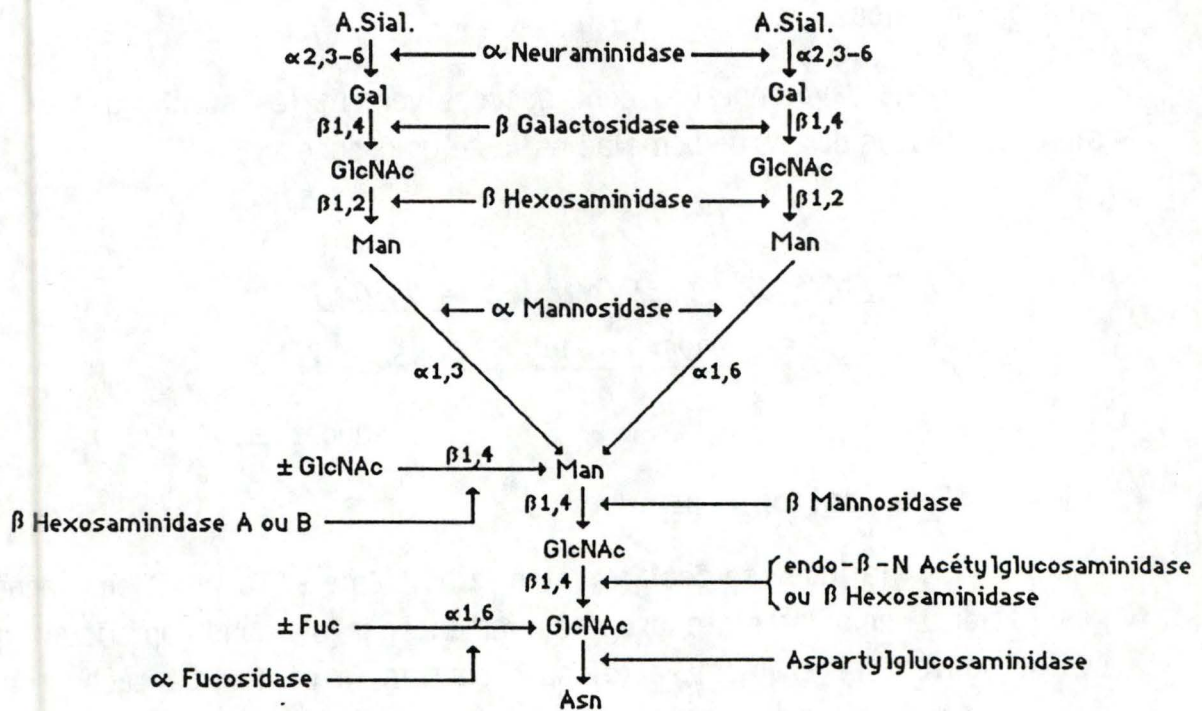 A.Sial. A.Sial.
α2,3-6 α Neuraminidase α2,3-6
Gal Gal
β1,4 β Galactosidase β1,4
GlcNAc GlcNAc
β1,2 β Hexosaminidase β1,2
Man Man
α Mannosidase
α1,3 α1,6
β1,4
± GlcNAc Man
β1,4 β Mannosidase
β Hexosaminidase A ou B
GlcNAc
endo-β-N Acétylglucosaminidase
β1,4 ou β Hexosaminidase
α1,6
± Fuc GlcNAc
Aspartylglucosaminidase
α Fucosidase
Asn